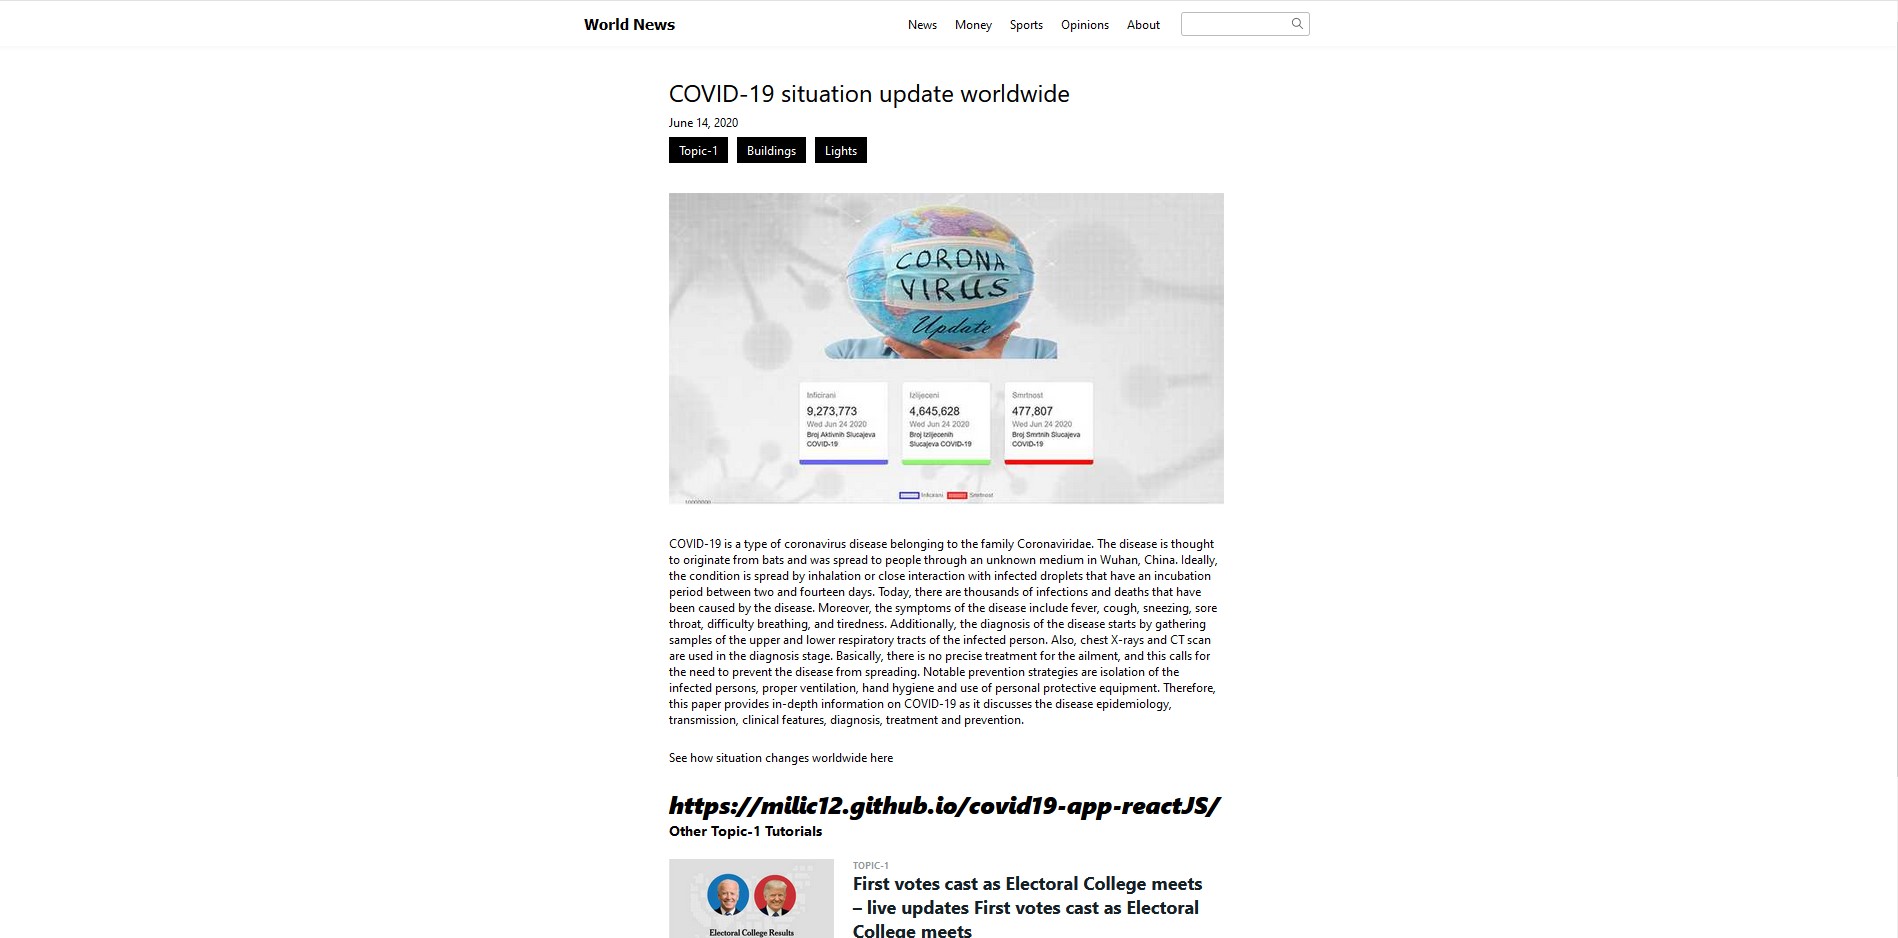 World News
News Money Sports Opinions About
COVID-19 situation update worldwide
June 14, 2020
Topic-1 Buildings Lights
CORONA
VIRUS
Update
Inficirani
9,273,773
Wed Jun 24 2020
Broj Aktivnih Slucajeva
COVID-19
Izlijeceni
4,645,628
Wed Jun 24 2020
Broj Izlijecenih
Slucajeva COVID-19
Smrtnost
477,807
Wed Jun 24 2020
Broj Smrtnih Slucajeva
COVID-19
Inficirani Smrtnost
COVID-19 is a type of coronavirus disease belonging to the family Coronaviridae. The disease is thought
to originate from bats and was spread to people through an unknown medium in Wuhan, China. Ideally,
the condition is spread by inhalation or close interaction with infected droplets that have an incubation
period between two and fourteen days. Today, there are thousands of infections and deaths that have
been caused by the disease. Moreover, the symptoms of the disease include fever, cough, sneezing, sore
throat, difficulty breathing, and tiredness. Additionally, the diagnosis of the disease starts by gathering
samples of the upper and lower respiratory tracts of the infected person. Also, chest X-rays and CT scan
are used in the diagnosis stage. Basically, there is no precise treatment for the ailment, and this calls for
the need to prevent the disease from spreading. Notable prevention strategies are isolation of the
infected persons, proper ventilation, hand hygiene and use of personal protective equipment. Therefore,
this paper provides in-depth information on COVID-19 as it discusses the disease epidemiology,
transmission, clinical features, diagnosis, treatment and prevention.
See how situation changes worldwide here
https://milic12.github.io/covid19-app-reactJS/
Other Topic-1 Tutorials
Electoral College Results
TOPIC-1
First votes cast as Electoral College meets
– live updates First votes cast as Electoral
College meets